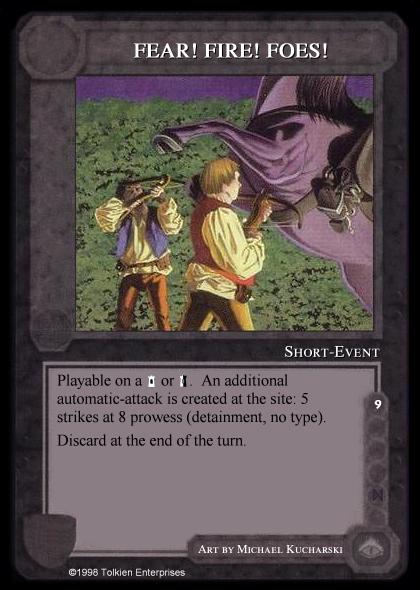 FEAR! FIRE! FOES!
SHORT-EVENT
Playable on a or . An additional
automatic-attack is created at the site: 5
strikes at 8 prowess (detainment, no type).
Discard at the end of the turn.
9
N
ART BY MICHAEL KUCHARSKI
©1998 Tolkien Enterprises